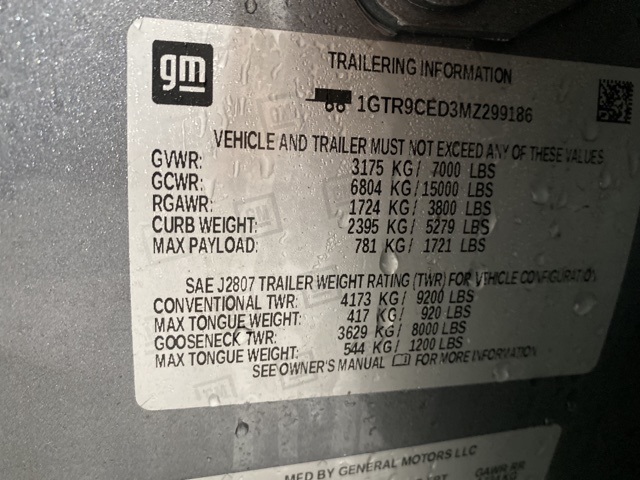 gm
TRAILERING INFORMATION
1GTR9CED3MZ299186
VEHICLE AND TRAILER MUST NOT EXCEED ANY OF THESE VALUES
GVWR: 3175 KG/ 7000 LBS
GCWR: 6804 KG/ 15000 LBS
RGAWR: 1724 KG/ 3800 LBS
CURB WEIGHT: 2395 KG/ 5279 LBS
MAX PAYLOAD: 781 KG/ 1721 LBS
SAE J2807 TRAILER WEIGHT RATING (TWR) FOR VEHICLE CONFIGURATION
CONVENTIONAL TWR: 4173 KG/ 9200 LBS
MAX TONGUE WEIGHT: 417 KG/ 920 LBS
GOOSENECK TWR: 3629 KG/ 8000 LBS
MAX TONGUE WEIGHT: 544 KG/ 1200 LBS
SEE OWNER'S MANUAL FOR MORE INFORMATION
MFD BY GENERAL MOTORS LLC
GAWR RR